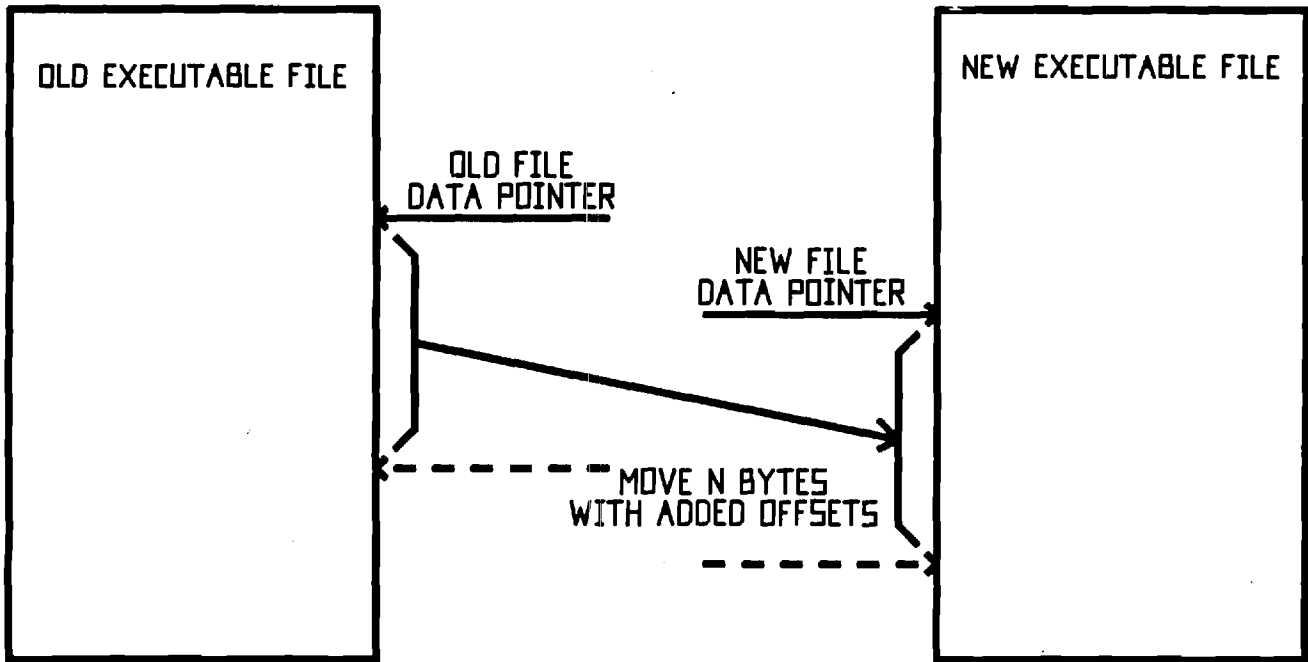 OLD EXECUTABLE FILE
NEW EXECUTABLE FILE
OLD FILE
DATA POINTER
NEW FILE
DATA POINTER
MOVE N BYTES
WITH ADDED OFFSETS